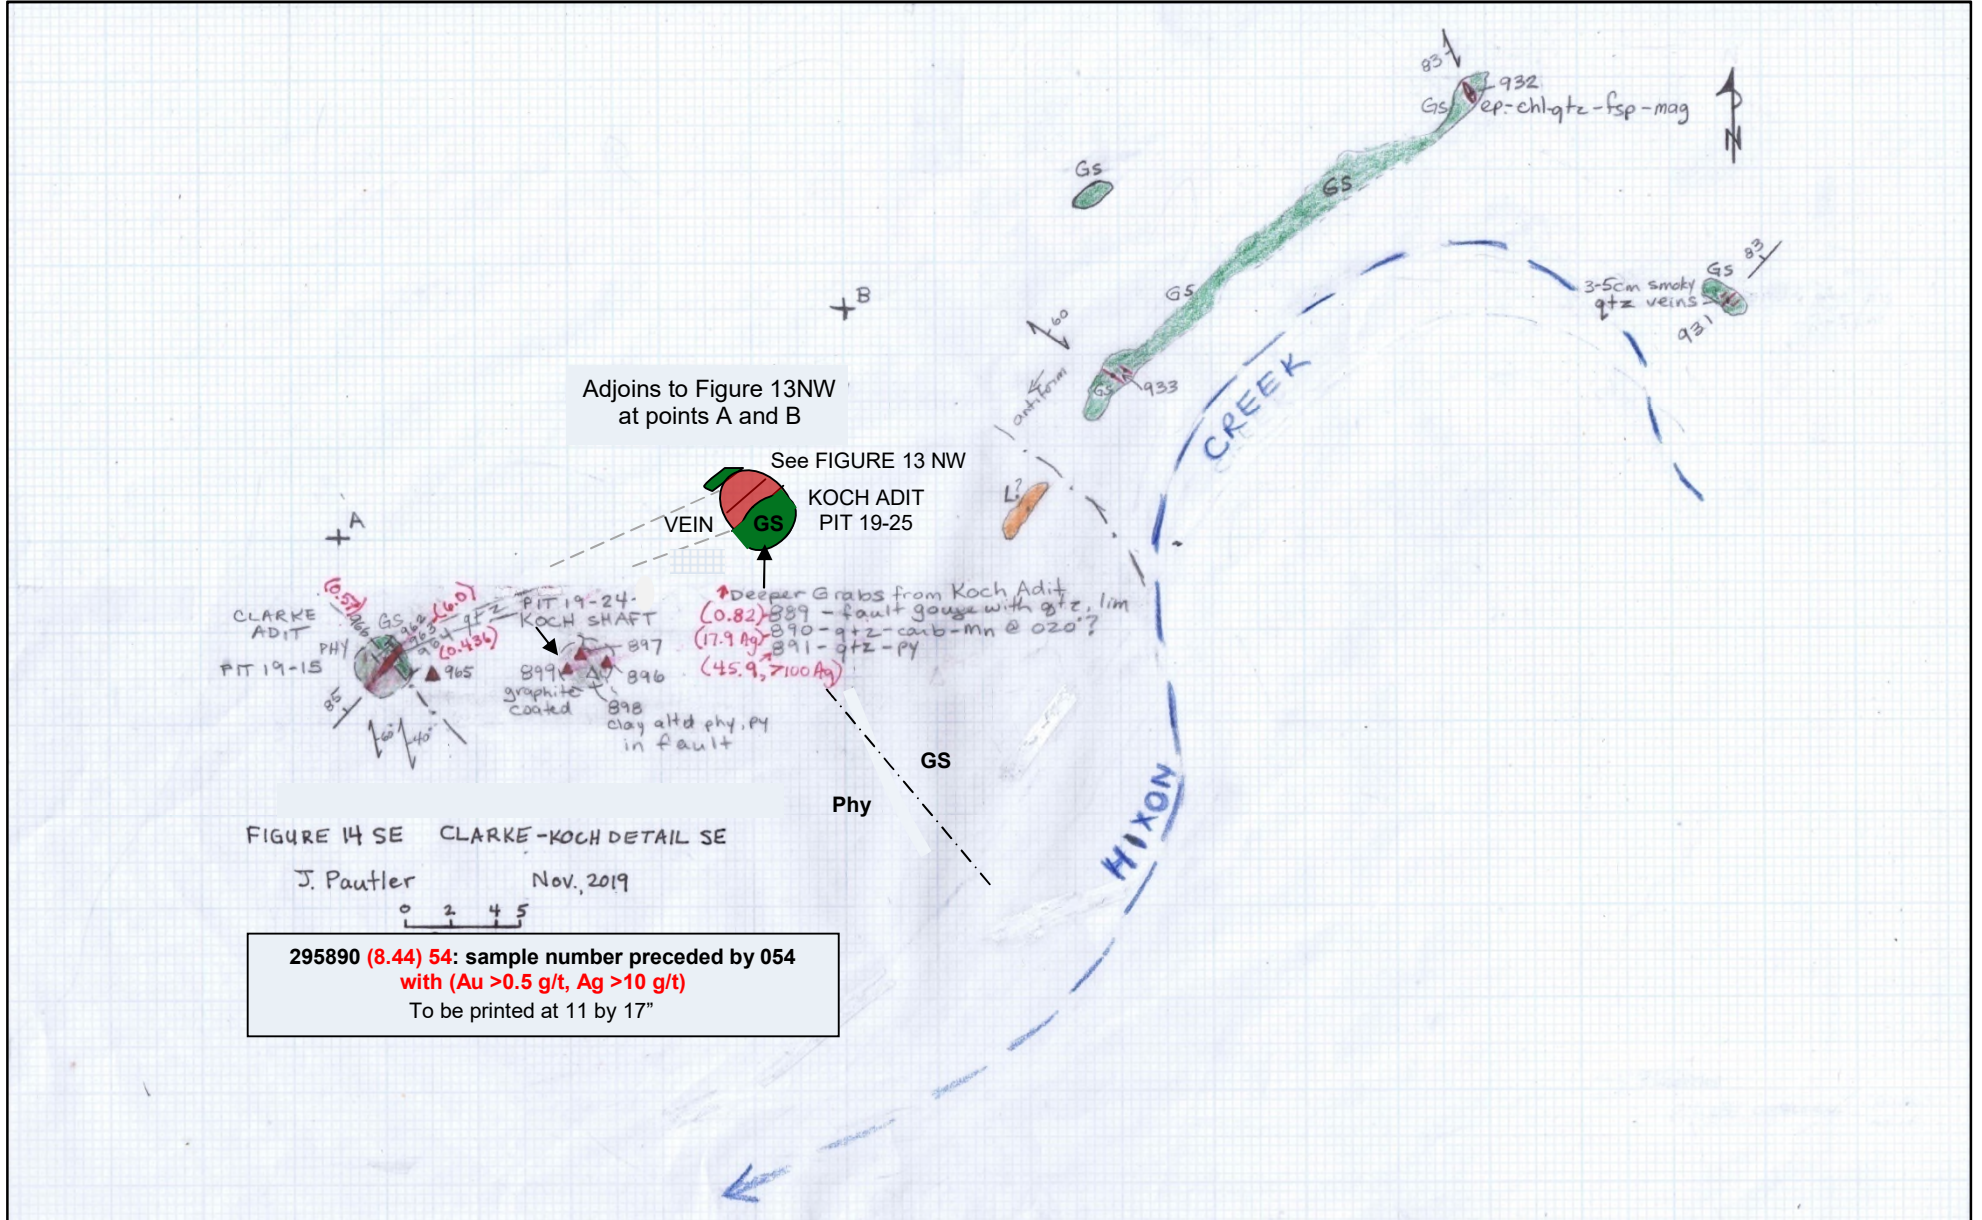 83
932
Gs
ep-chl-qtz-fsp-mag
N
Gs
GS
B
GS
Gs
83
3-5cm smoky
qtz veins
931
60
antiform
Gs
933
CREEK
Adjoins to Figure 13NW
at points A and B
See FIGURE 13 NW
KOCH ADIT
PIT 19-25
VEIN
GS
L?
A
(0.57)
966
CLARKE
ADIT
GS
962
963
964
(6.0)
(0.436)
qtz
PHY
PIT 19-15
965
85
60°
40°
PIT 19-24-
KOCH SHAFT
897
896
899
graphite
coated
898
clay altd phy, py
in fault
Deeper Grabs from Koch Adit
(0.82) 889 - fault gouge with qtz, lim
(17.9 Ag) 890 - qtz-carb-Mn @ 020°?
891 - qtz-py
(45.9, >100 Ag)
GS
Phy
HIXON
FIGURE 14 SE CLARKE-KOCH DETAIL SE
J. Pautler Nov., 2019
0 2 4 5
295890 (8.44) 54: sample number preceded by 054
with (Au >0.5 g/t, Ag >10 g/t)
To be printed at 11 by 17”